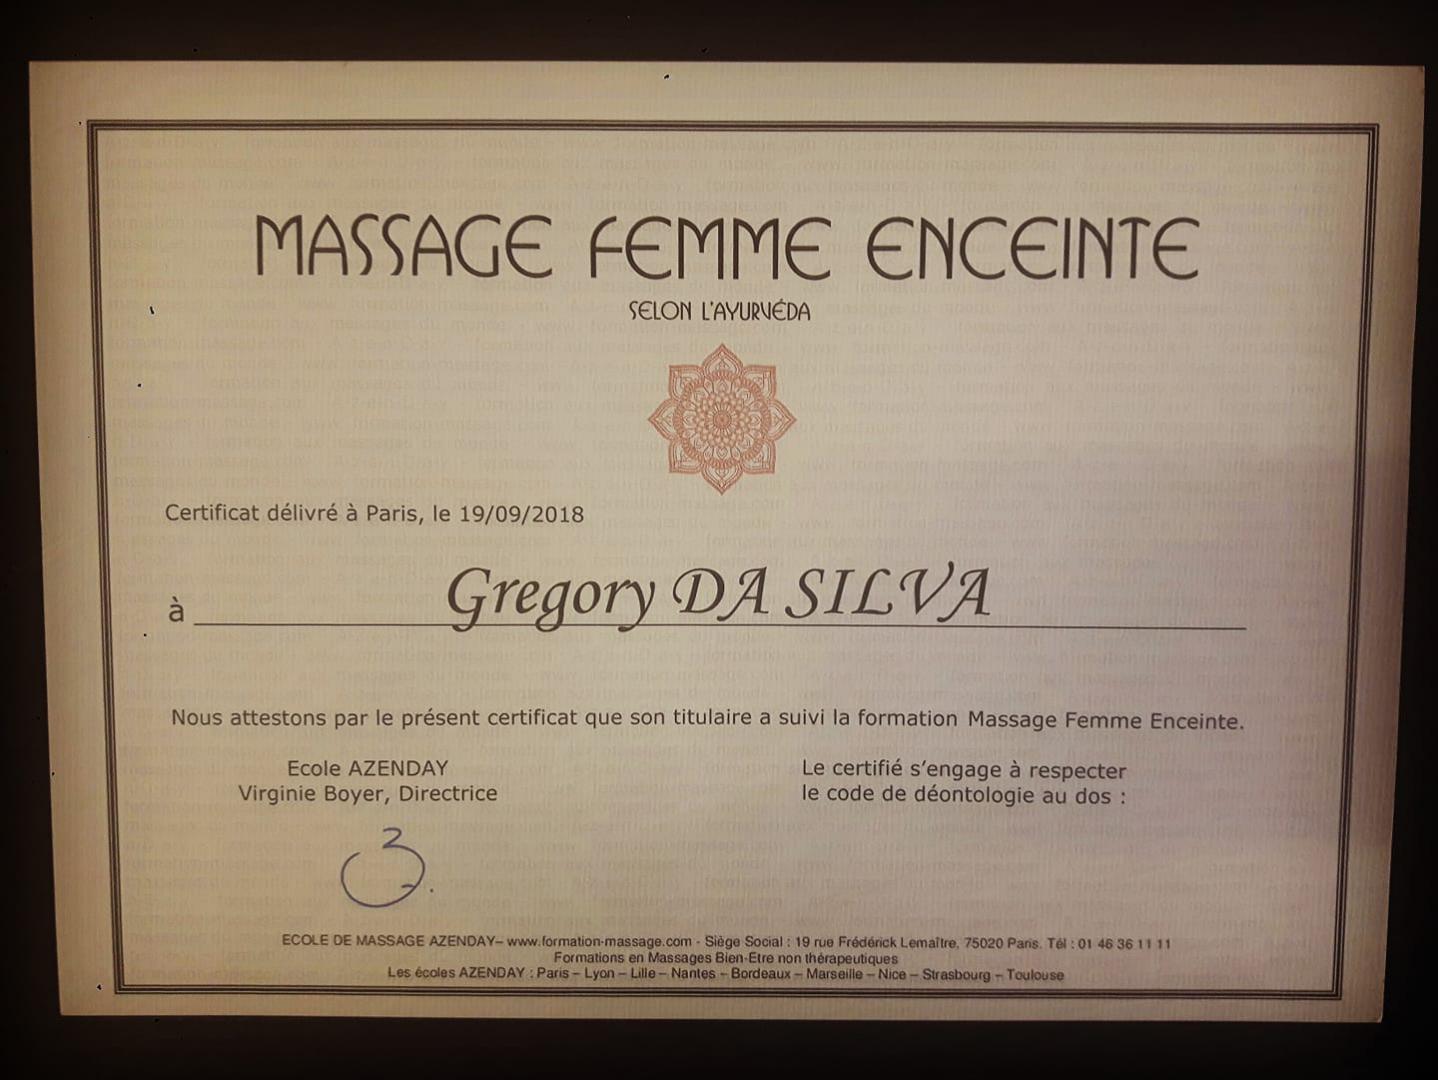 MASSAGE FEMME ENCEINTE
SELON L'AYURVÉDA
Certificat délivré à Paris, le 19/09/2018
à Gregory DA SILVA
Nous attestons par le présent certificat que son titulaire a suivi la formation Massage Femme Enceinte.
Ecole AZENDAY
Virginie Boyer, Directrice
Le certifié s'engage à respecter
le code de déontologie au dos :
ECOLE DE MASSAGE AZENDAY– www.formation-massage.com - Siège Social : 19 rue Frédérick Lemaître, 75020 Paris. Tél : 01 46 36 11 11
Formations en Massages Bien-Etre non thérapeutiques
Les écoles AZENDAY : Paris – Lyon – Lille – Nantes – Bordeaux – Marseille – Nice – Strasbourg – Toulouse